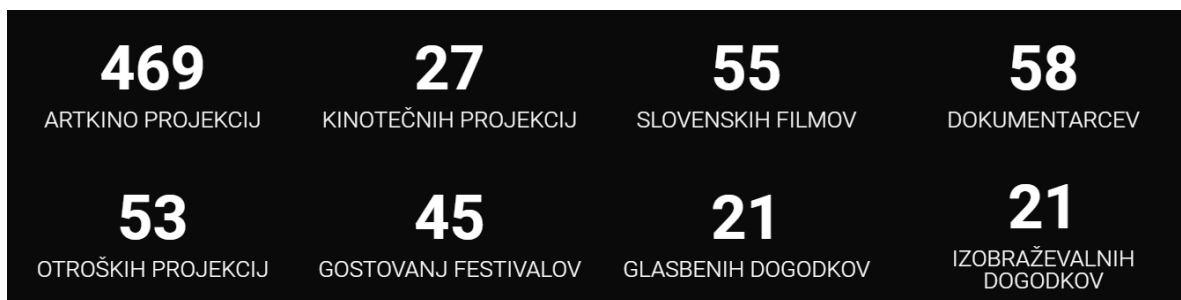 469
ARTKINO PROJEKCIJ
27
KINOTEČNIH PROJEKCIJ
55
SLOVENSKIH FILMOV
58
DOKUMENTARCEV
53
OTROŠKIH PROJEKCIJ
45
GOSTOVANJ FESTIVALOV
21
GLASBENIH DOGODKOV
21
IZOBRAŽEVALNIH
DOGODKOV